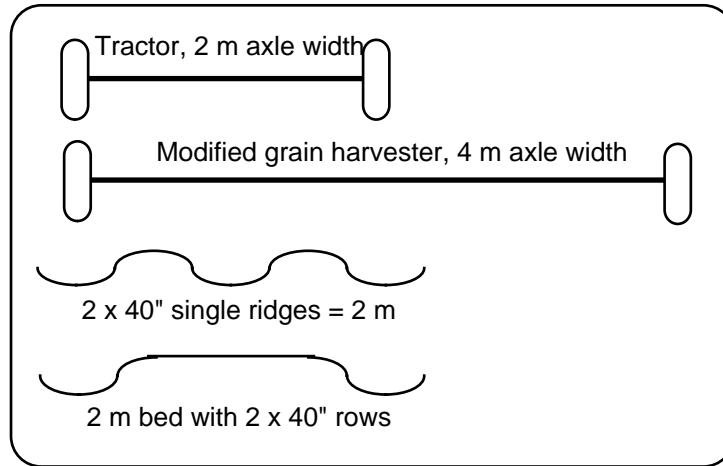 Tractor, 2 m axle width
Modified grain harvester, 4 m axle width
2 x 40" single ridges = 2 m
2 m bed with 2 x 40" rows